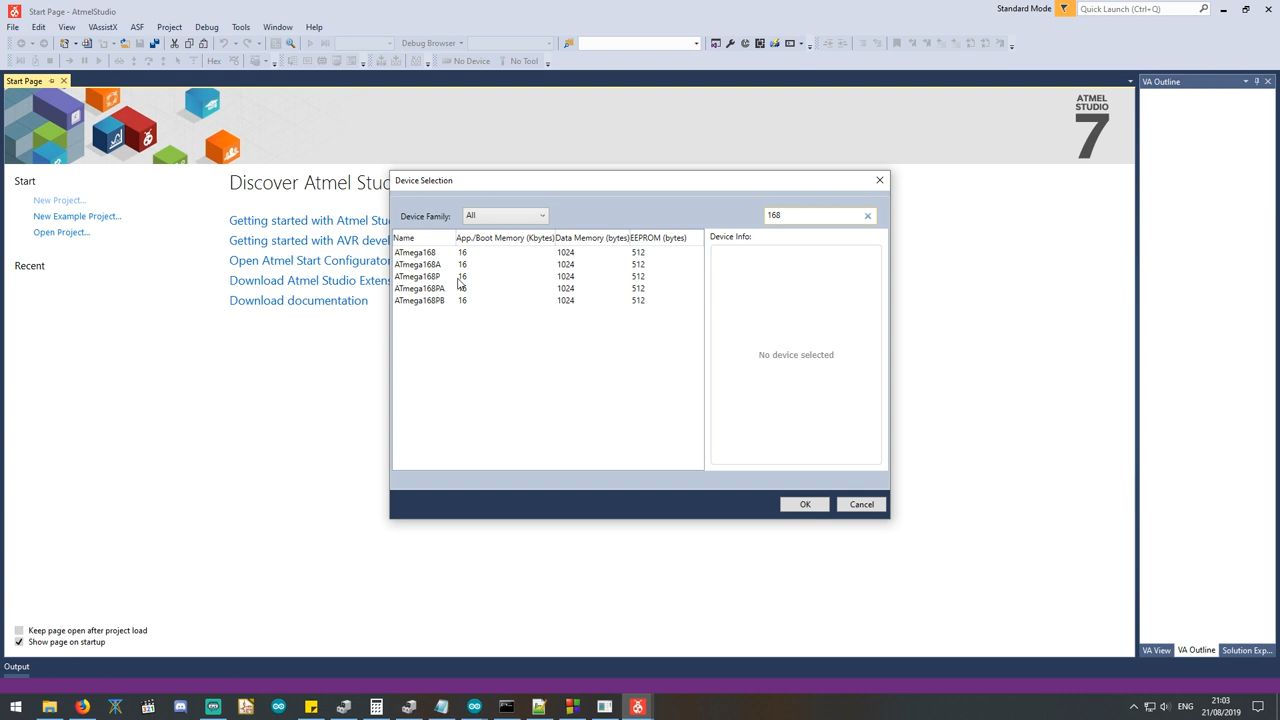 Start Page - AtmelStudio
Standard Mode
Quick Launch (Ctrl+Q)
File Edit View VAssistX ASF Project Debug Tools Window Help
Debug Browser
Hex
No Device
No Tool
Start Page
VA Outline
ATMEL
STUDIO
7
Start
New Project...
New Example Project...
Open Project...
Recent
Discover Atmel Stud
Getting started with Atmel Stu
Getting started with AVR devel
Open Atmel Start Configurator
Download Atmel Studio Extens
Download documentation
Device Selection
Device Family: All
168
Name App./Boot Memory (Kbytes) Data Memory (bytes) EEPROM (bytes)
ATmega168 16 1024 512
ATmega168A 16 1024 512
ATmega168P 16 1024 512
ATmega168PA 16 1024 512
ATmega168PB 16 1024 512
Device Info:
No device selected
OK Cancel
Keep page open after project load
Show page on startup
VA View VA Outline Solution Exp...
Output
ENG
21:03
21/08/2019